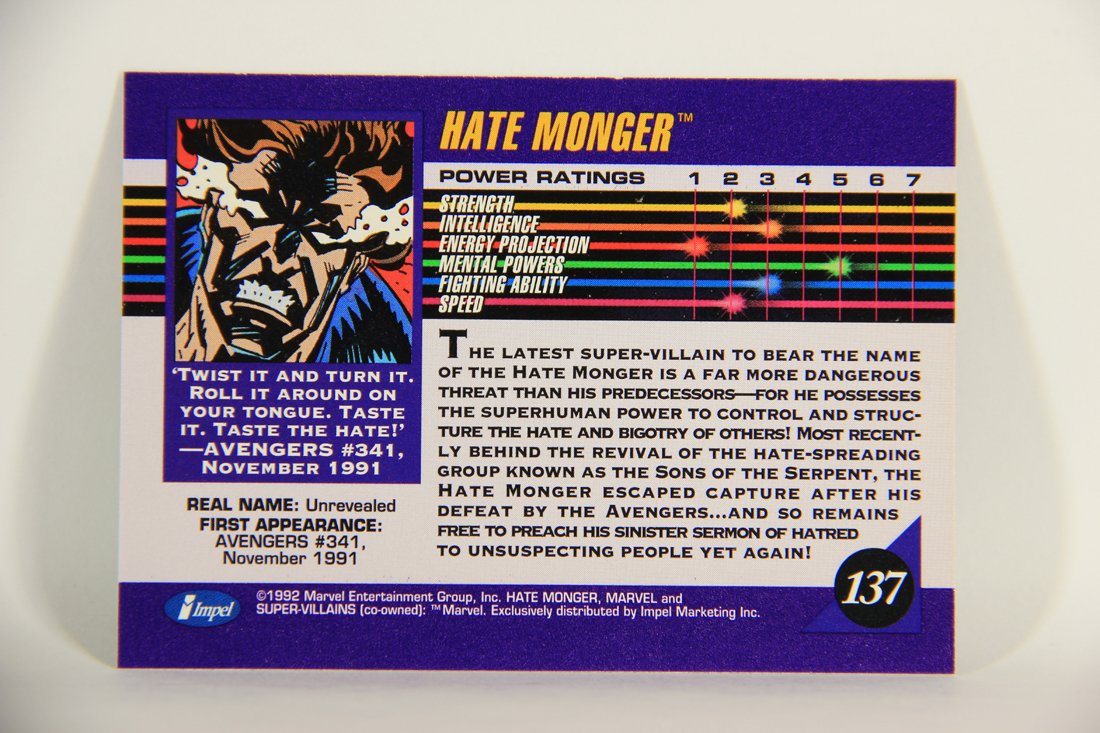 HATE MONGER™
POWER RATINGS 1 2 3 4 5 6 7
STRENGTH
INTELLIGENCE
ENERGY PROJECTION
MENTAL POWERS
FIGHTING ABILITY
SPEED
'TWIST IT AND TURN IT.
ROLL IT AROUND ON
YOUR TONGUE. TASTE
IT. TASTE THE HATE!'
—AVENGERS #341,
NOVEMBER 1991
REAL NAME: Unrevealed
FIRST APPEARANCE:
AVENGERS #341,
November 1991
THE LATEST SUPER-VILLAIN TO BEAR THE NAME
OF THE HATE MONGER IS A FAR MORE DANGEROUS
THREAT THAN HIS PREDECESSORS—FOR HE POSSESSES
THE SUPERHUMAN POWER TO CONTROL AND STRUC-
TURE THE HATE AND BIGOTRY OF OTHERS! MOST RECENT-
LY BEHIND THE REVIVAL OF THE HATE-SPREADING
GROUP KNOWN AS THE SONS OF THE SERPENT, THE
HATE MONGER ESCAPED CAPTURE AFTER HIS
DEFEAT BY THE AVENGERS...AND SO REMAINS
FREE TO PREACH HIS SINISTER SERMON OF HATRED
TO UNSUSPECTING PEOPLE YET AGAIN!
137
Impel
©1992 Marvel Entertainment Group, Inc. HATE MONGER, MARVEL and
SUPER-VILLAINS (co-owned): ™Marvel. Exclusively distributed by Impel Marketing Inc.